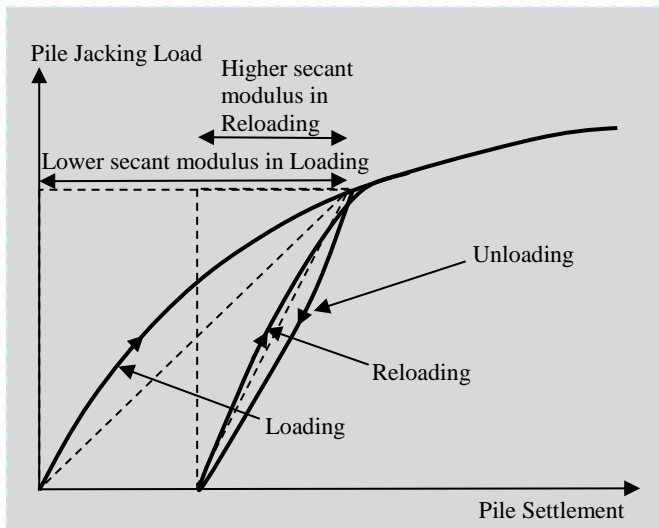 Pile Jacking Load
Higher secant
modulus in
Reloading
Lower secant modulus in Loading
Unloading
Reloading
Loading
Pile Settlement